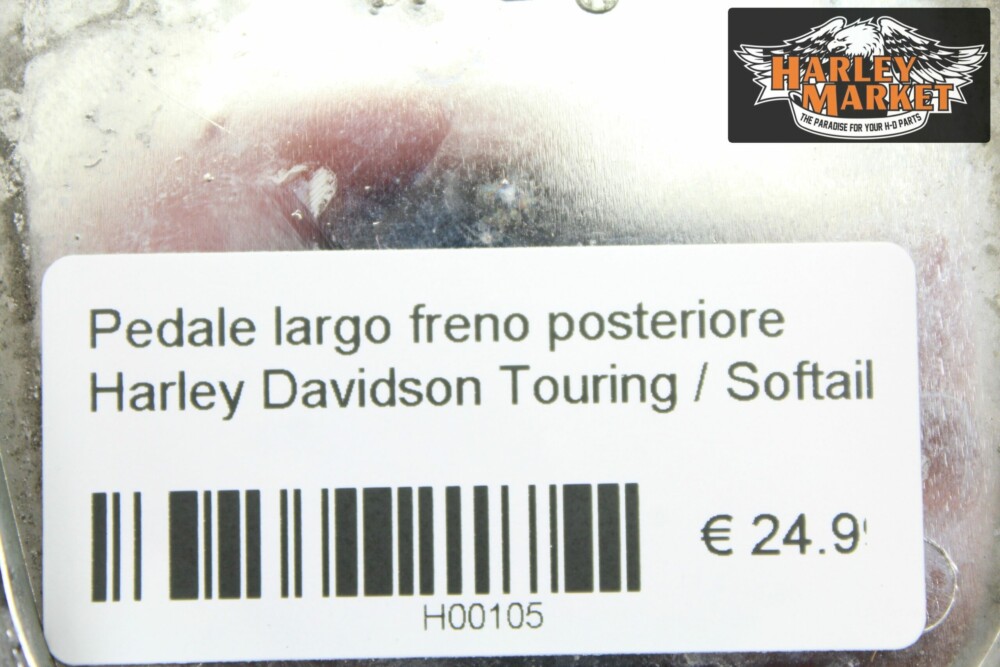 HARLEY
MARKET
THE PARADISE FOR YOUR H-D PARTS
Pedale largo freno posteriore
Harley Davidson Touring / Softail
€ 24.9
H00105